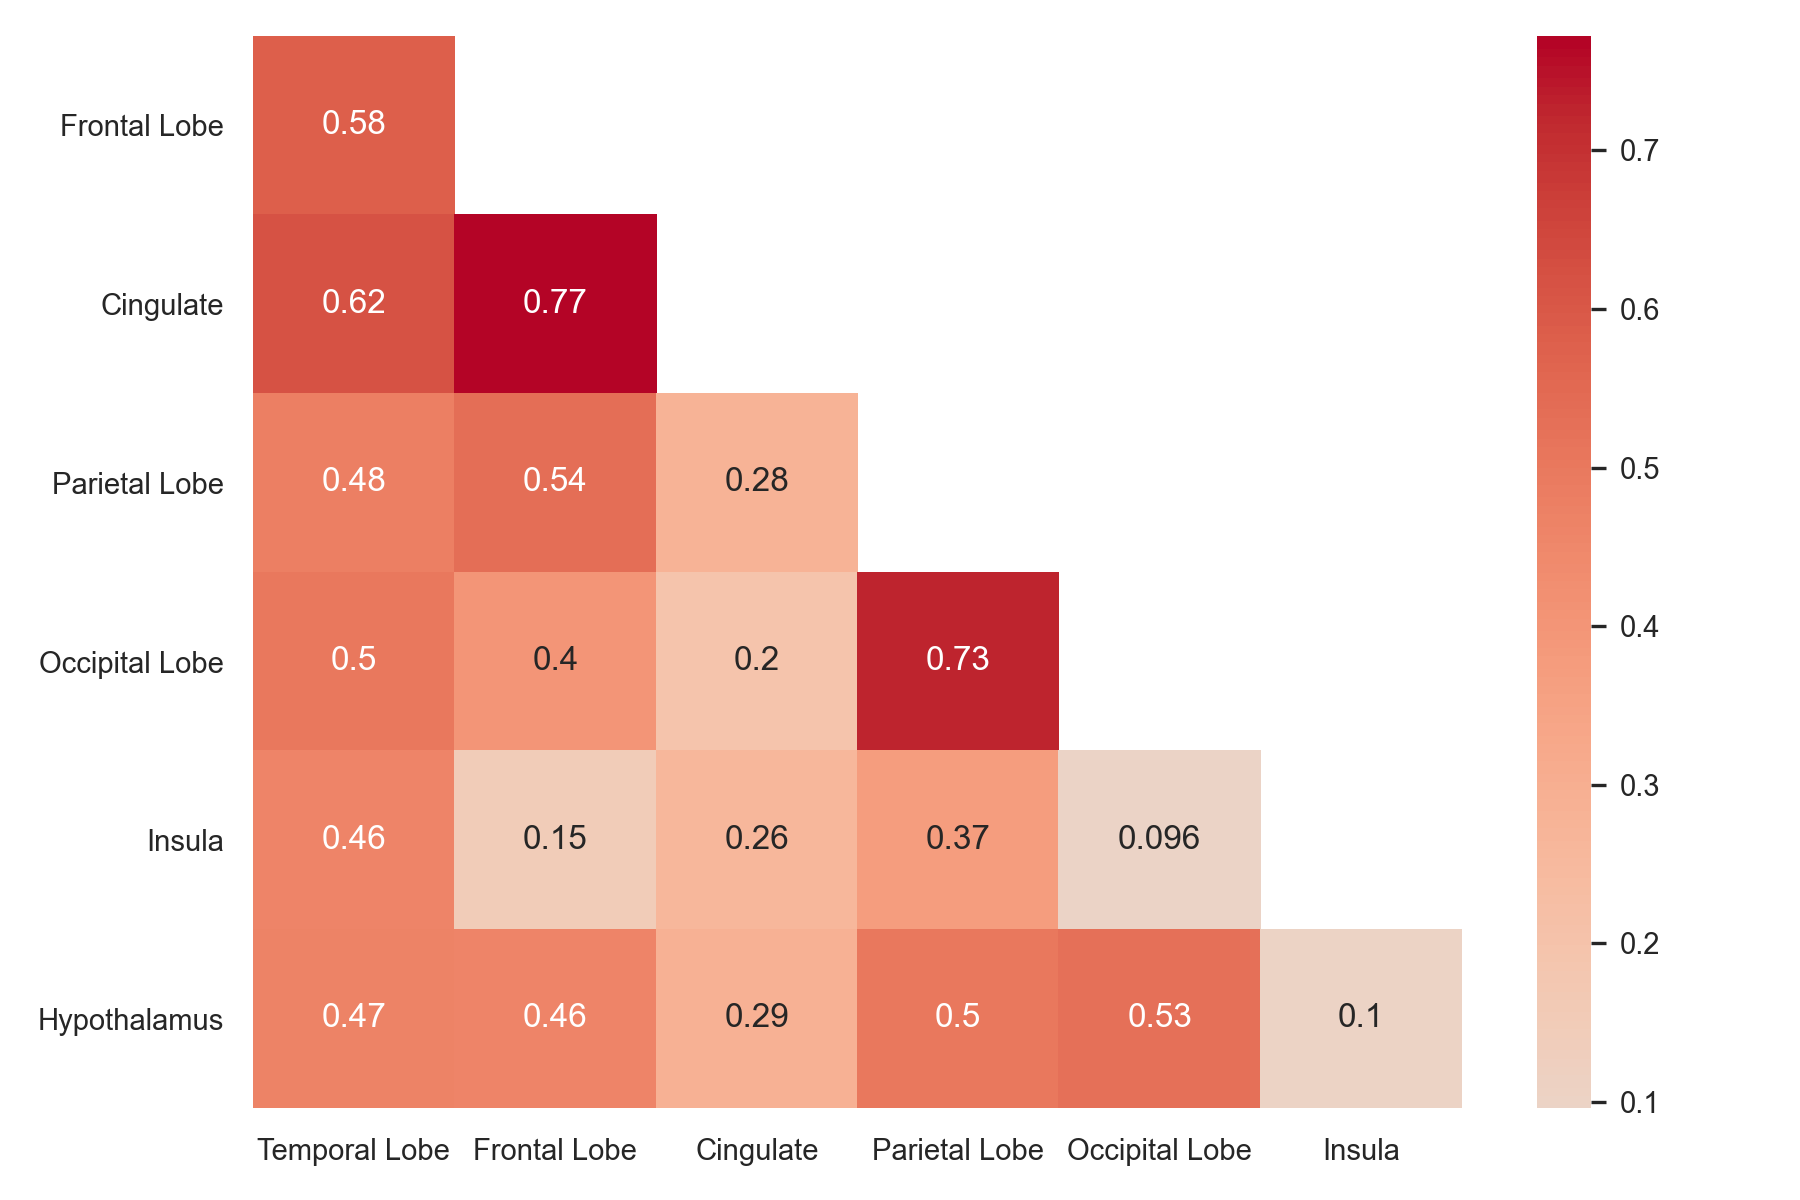 Frontal Lobe 0.58
Cingulate 0.62 0.77
Parietal Lobe 0.48 0.54 0.28
Occipital Lobe 0.5 0.4 0.2 0.73
Insula 0.46 0.15 0.26 0.37 0.096
Hypothalamus 0.47 0.46 0.29 0.5 0.53 0.1
Temporal Lobe Frontal Lobe Cingulate Parietal Lobe Occipital Lobe Insula
0.7
0.6
0.5
0.4
0.3
0.2
0.1